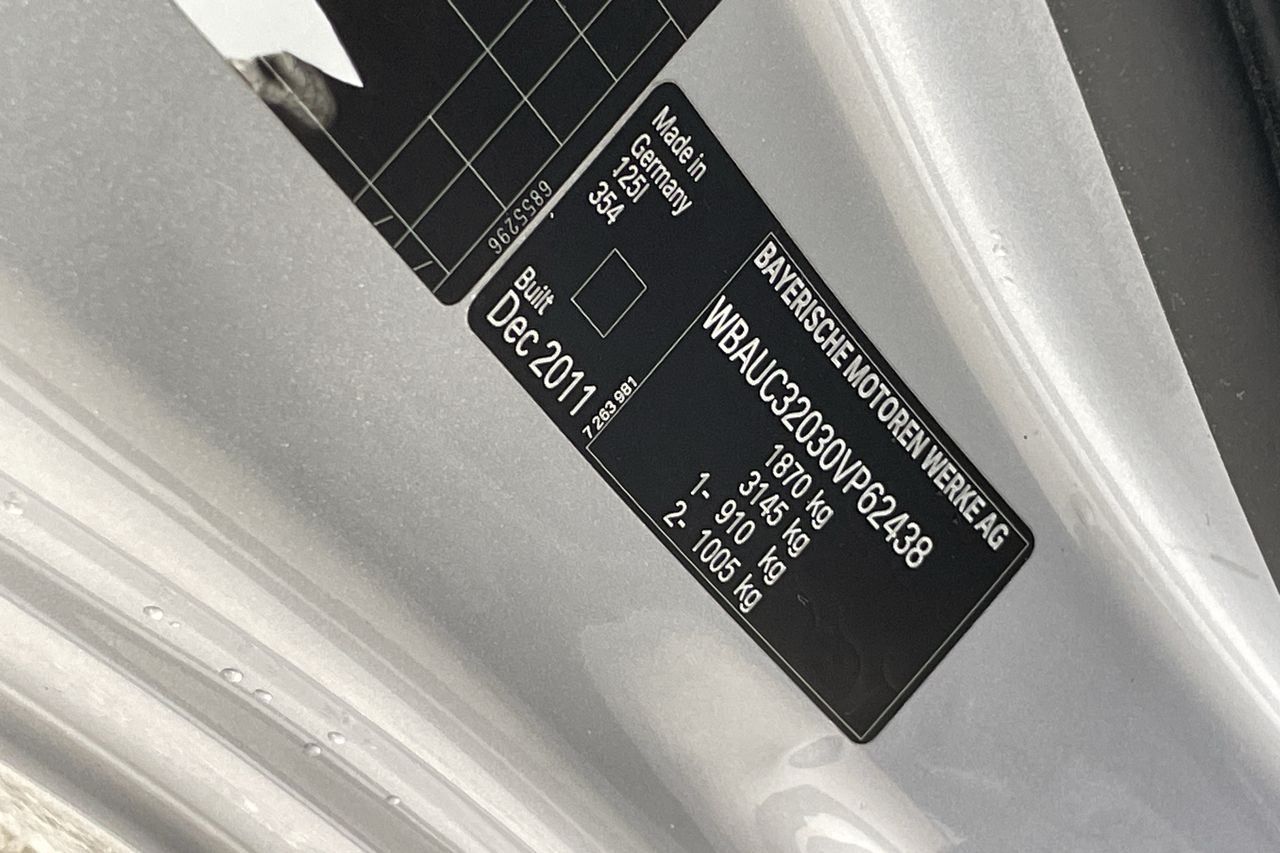 6855296
Made in
Germany
125i
354
Built
Dec 2011
7 263 981
BAYERISCHE MOTOREN WERKE AG
WBAUC32030VP62438
1870 kg
3145 kg
1- 910 kg
2- 1005 kg